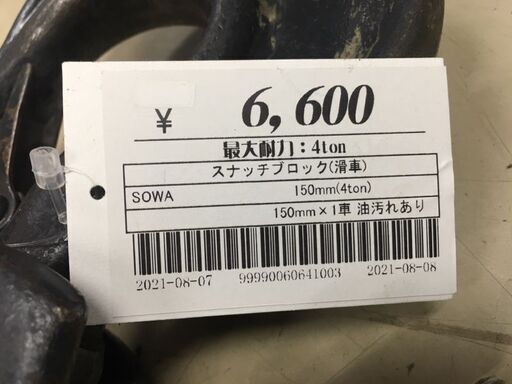 ¥ 6,600
最大耐力：4ton
スナッチブロック(滑車)
SOWA 150mm(4ton)
150mm×1車 油汚れあり
2021-08-07 99990060641003 2021-08-08